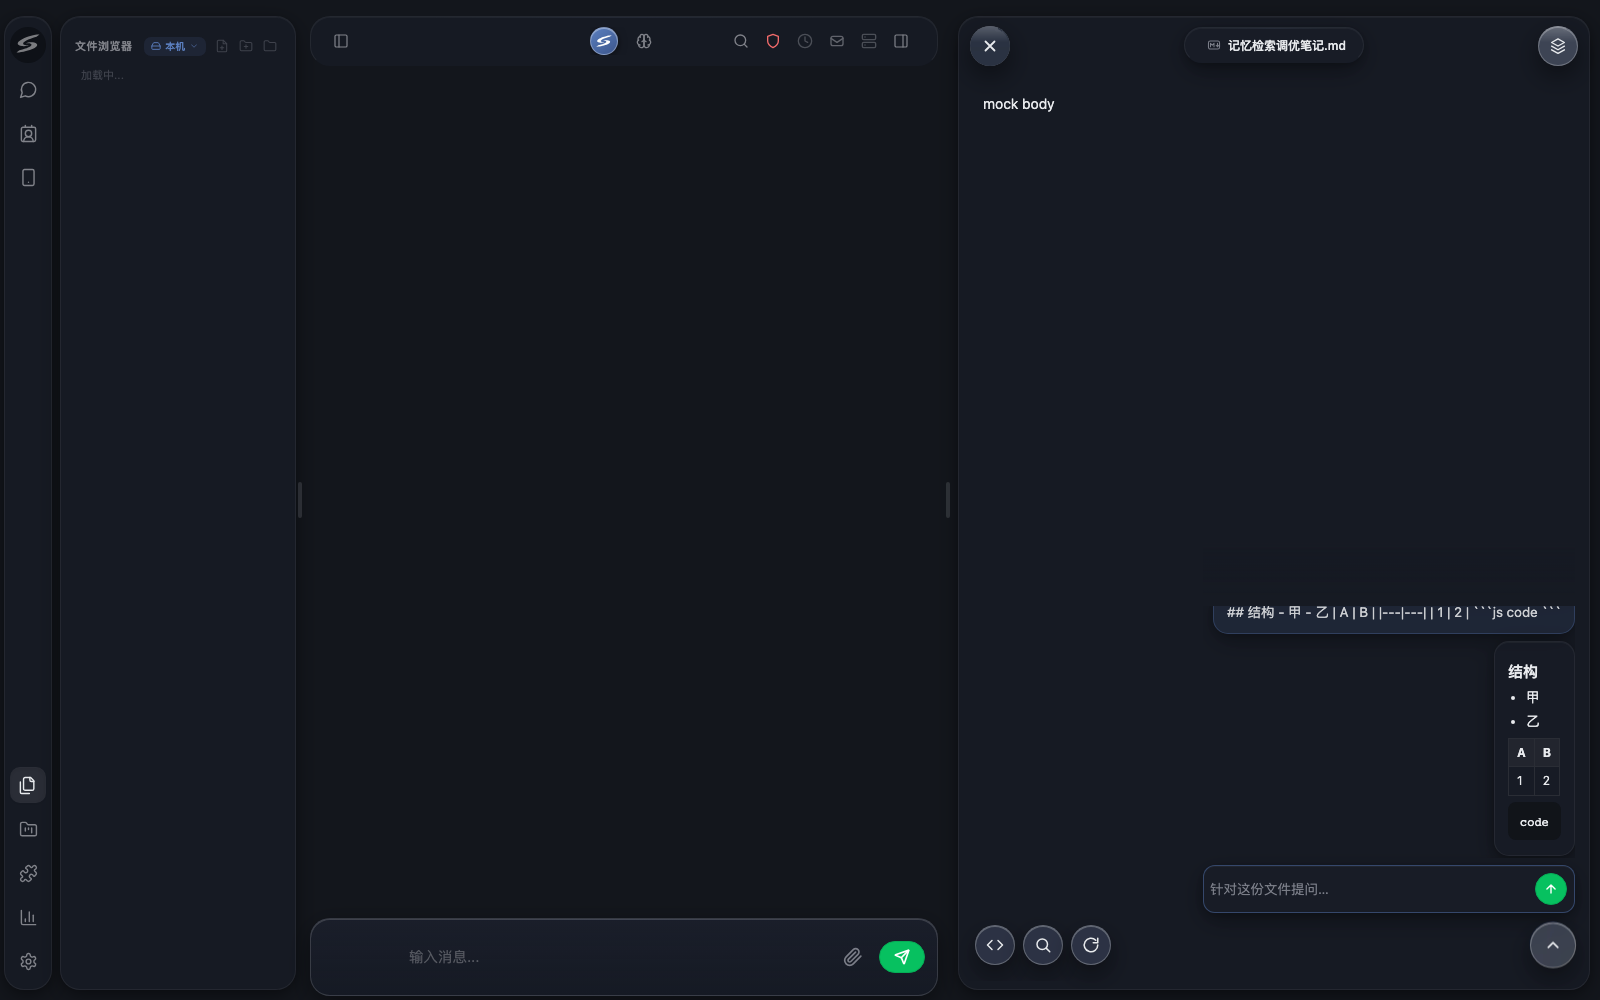 文件浏览器
本机
加载中...
记忆检索调优笔记.md
mock body
## 结构 - 甲 - 乙 | A | B | |---|---| | 1 | 2 | ```js code ```
结构
• 甲
• 乙
A B
1 2
code
针对这份文件提问...
输入消息...